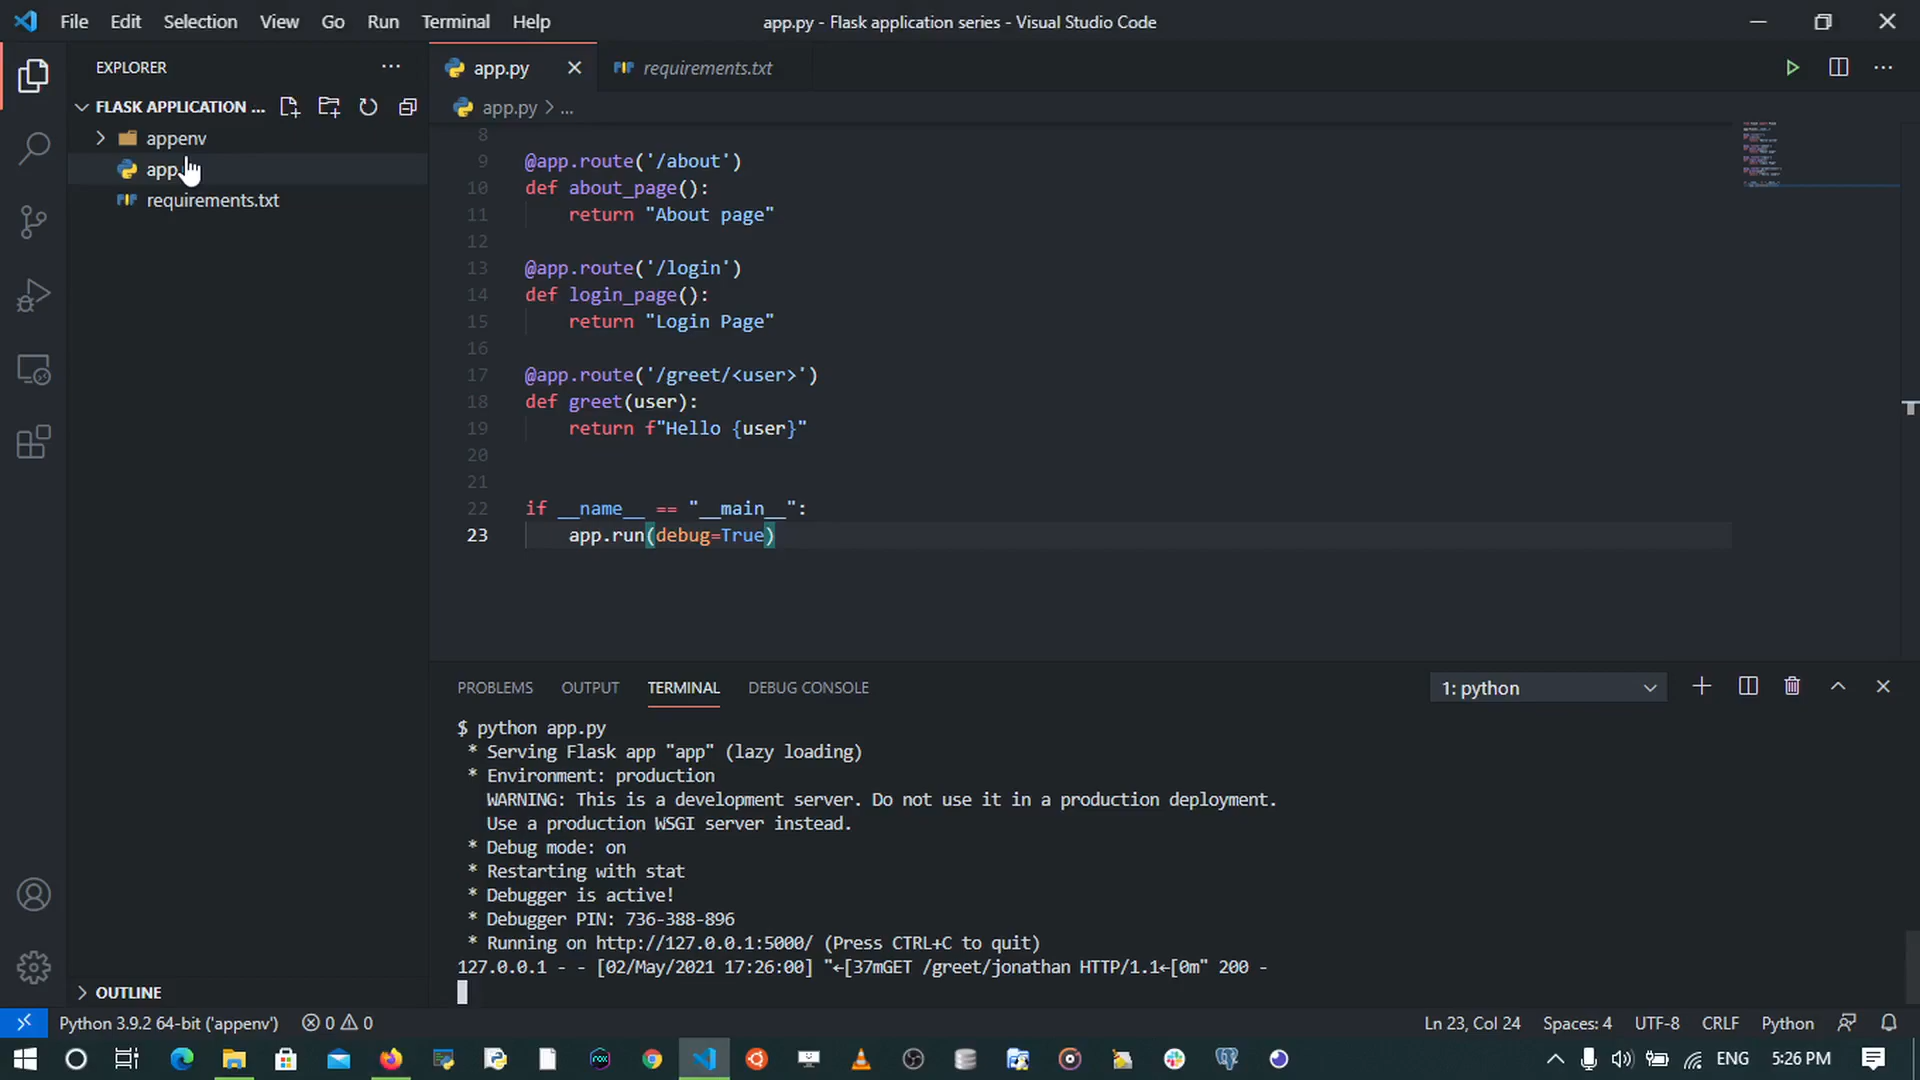 File Edit Selection View Go Run Terminal Help
app.py - Flask application series - Visual Studio Code
EXPLORER
FLASK APPLICATION ...
appenv
app.
requirements.txt
OUTLINE
app.py
requirements.txt
app.py > ...
8
9 @app.route('/about')
10 def about_page():
11 return "About page"
12
13 @app.route('/login')
14 def login_page():
15 return "Login Page"
16
17 @app.route('/greet/<user>')
18 def greet(user):
19 return f"Hello {user}"
20
21
22 if __name__ == "__main__":
23 app.run(debug=True)
PROBLEMS OUTPUT TERMINAL DEBUG CONSOLE
1: python
$ python app.py
* Serving Flask app "app" (lazy loading)
* Environment: production
WARNING: This is a development server. Do not use it in a production deployment.
Use a production WSGI server instead.
* Debug mode: on
* Restarting with stat
* Debugger is active!
* Debugger PIN: 736-388-896
* Running on http://127.0.0.1:5000/ (Press CTRL+C to quit)
127.0.0.1 - - [02/May/2021 17:26:00] "←[37mGET /greet/jonathan HTTP/1.1←[0m" 200 -
Python 3.9.2 64-bit ('appenv') 0 0
Ln 23, Col 24 Spaces: 4 UTF-8 CRLF Python
ENG 5:26 PM